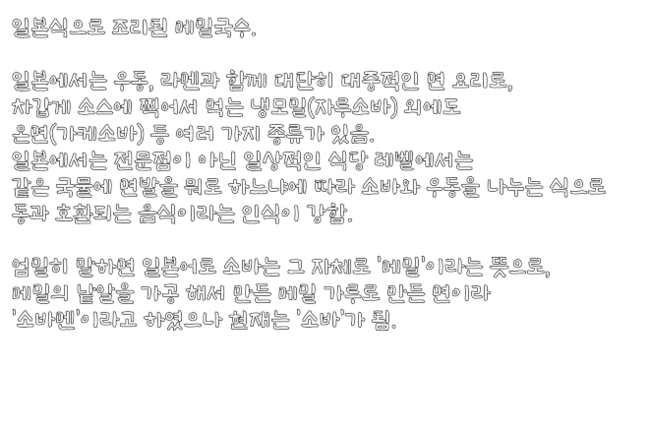 일본식으로 조리된 메밀국수.
일본에서는 우동, 라멘과 함께 대단히 대중적인 면 요리로,
차갑게 소스에 찍어서 먹는 냉모밀(자루소바) 외에도
온면(가케소바) 등 여러 가지 종류가 있음.
일본에서는 전문점이 아닌 일상적인 식당 레벨에서는
같은 국물에 면발을 뭐로 하느냐에 따라 소바와 우동을 나누는 식으로
동과 호환되는 음식이라는 인식이 강함.
엄밀히 말하면 일본어로 소바는 그 자체로 '메밀'이라는 뜻으로,
메밀의 낱알을 가공 해서 만든 메밀 가루로 만든 면이라
'소바멘'이라고 하였으나 현재는 '소바'가 됨.